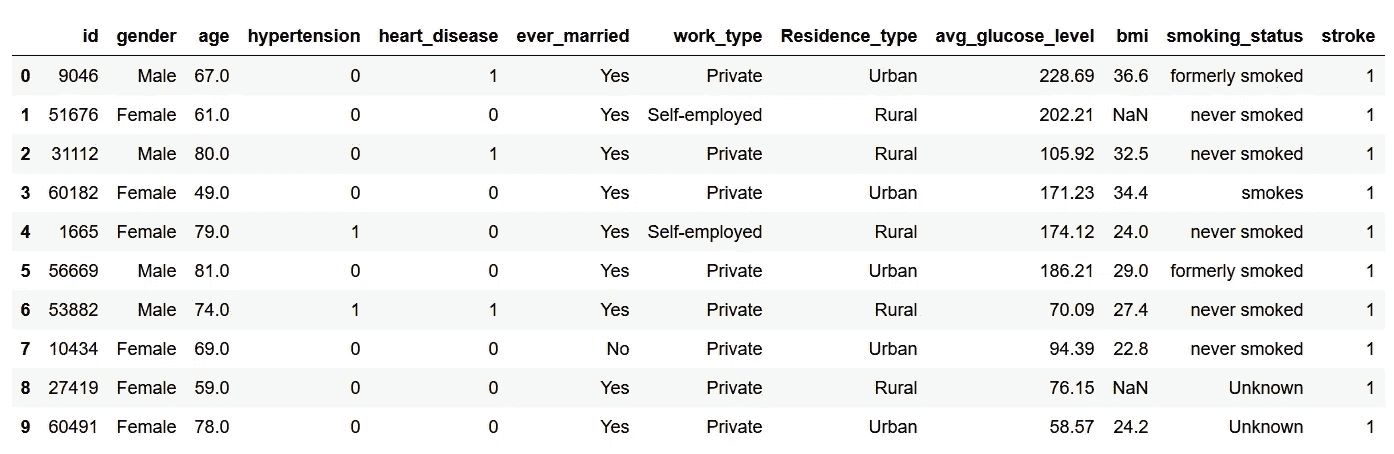 id gender age hypertension heart_disease ever_married work_type Residence_type avg_glucose_level bmi smoking_status stroke
0 9046 Male 67.0 0 1 Yes Private Urban 228.69 36.6 formerly smoked 1
1 51676 Female 61.0 0 0 Yes Self-employed Rural 202.21 NaN never smoked 1
2 31112 Male 80.0 0 1 Yes Private Rural 105.92 32.5 never smoked 1
3 60182 Female 49.0 0 0 Yes Private Urban 171.23 34.4 smokes 1
4 1665 Female 79.0 1 0 Yes Self-employed Rural 174.12 24.0 never smoked 1
5 56669 Male 81.0 0 0 Yes Private Urban 186.21 29.0 formerly smoked 1
6 53882 Male 74.0 1 1 Yes Private Rural 70.09 27.4 never smoked 1
7 10434 Female 69.0 0 0 No Private Urban 94.39 22.8 never smoked 1
8 27419 Female 59.0 0 0 Yes Private Rural 76.15 NaN Unknown 1
9 60491 Female 78.0 0 0 Yes Private Urban 58.57 24.2 Unknown 1